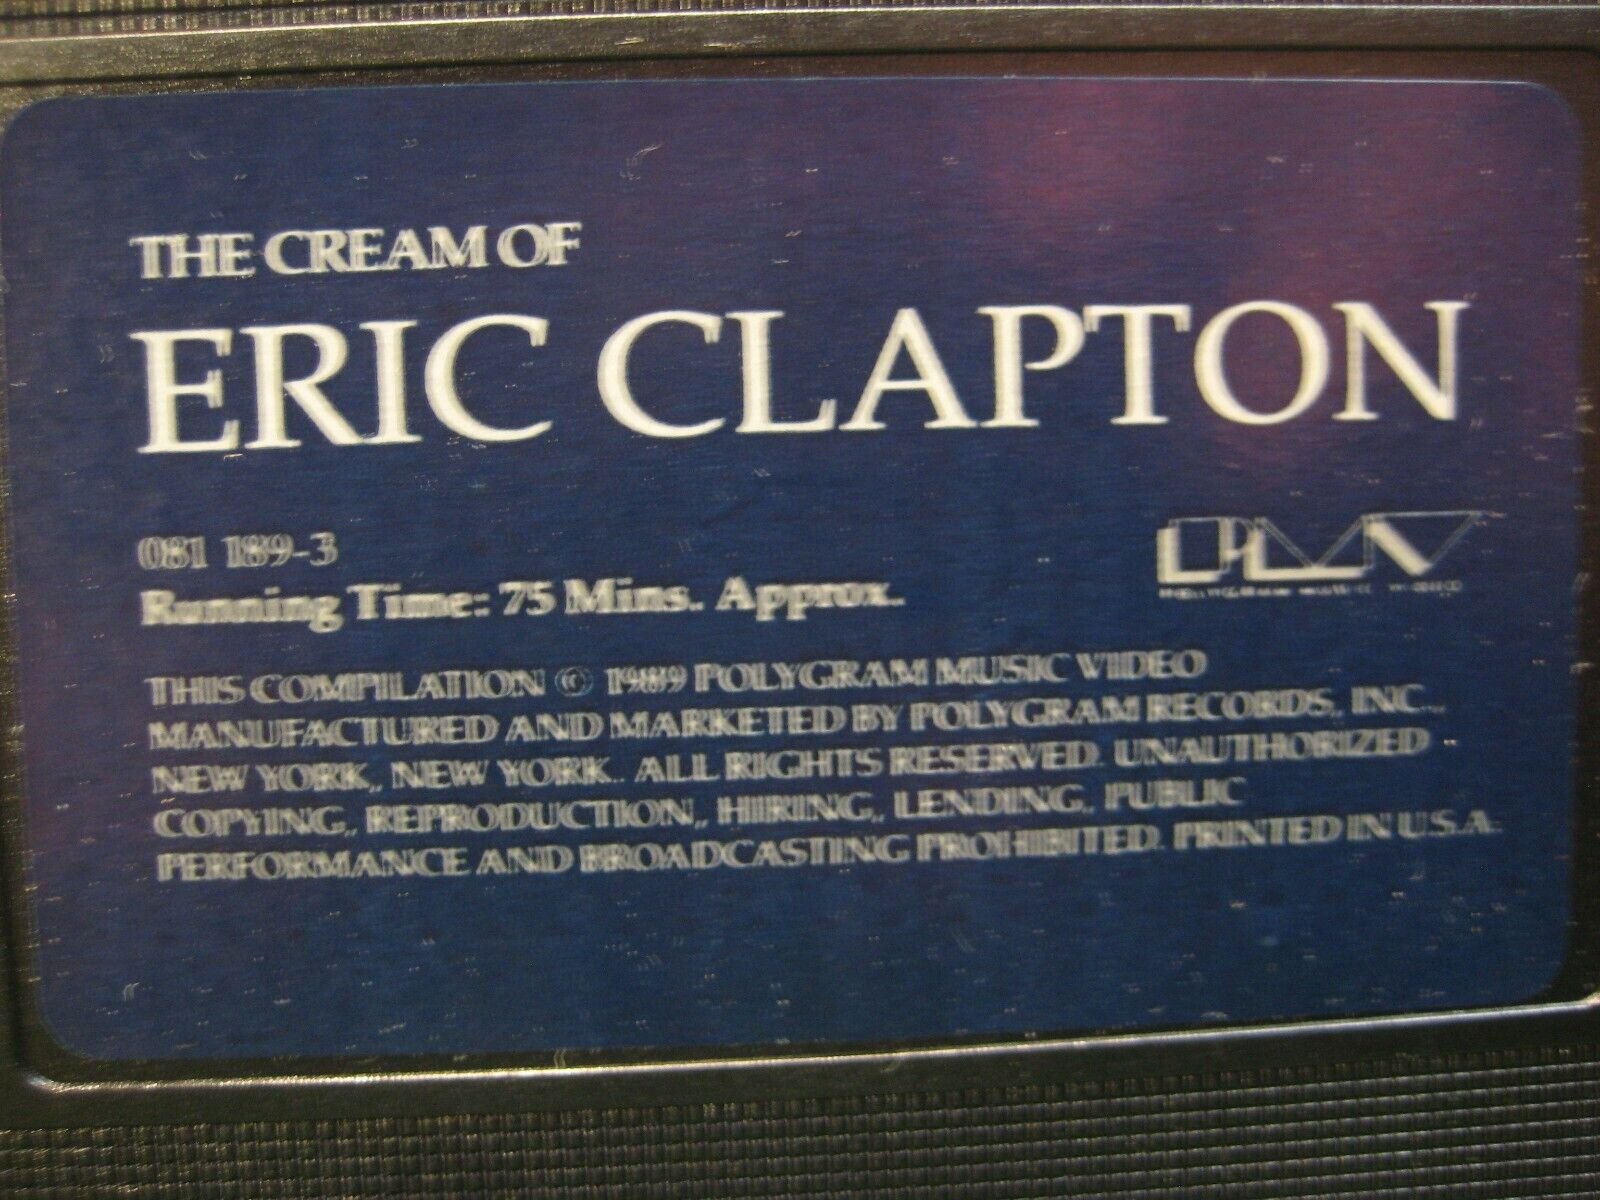 THE CREAM OF
ERIC CLAPTON
081 189-3
Running Time: 75 Mins. Approx.
PMV
THIS COMPILATION © 1989 POLYGRAM MUSIC VIDEO
MANUFACTURED AND MARKETED BY POLYGRAM RECORDS, INC.,
NEW YORK, NEW YORK. ALL RIGHTS RESERVED. UNAUTHORIZED
COPYING, REPRODUCTION, HIRING, LENDING, PUBLIC
PERFORMANCE AND BROADCASTING PROHIBITED. PRINTED IN U.S.A.